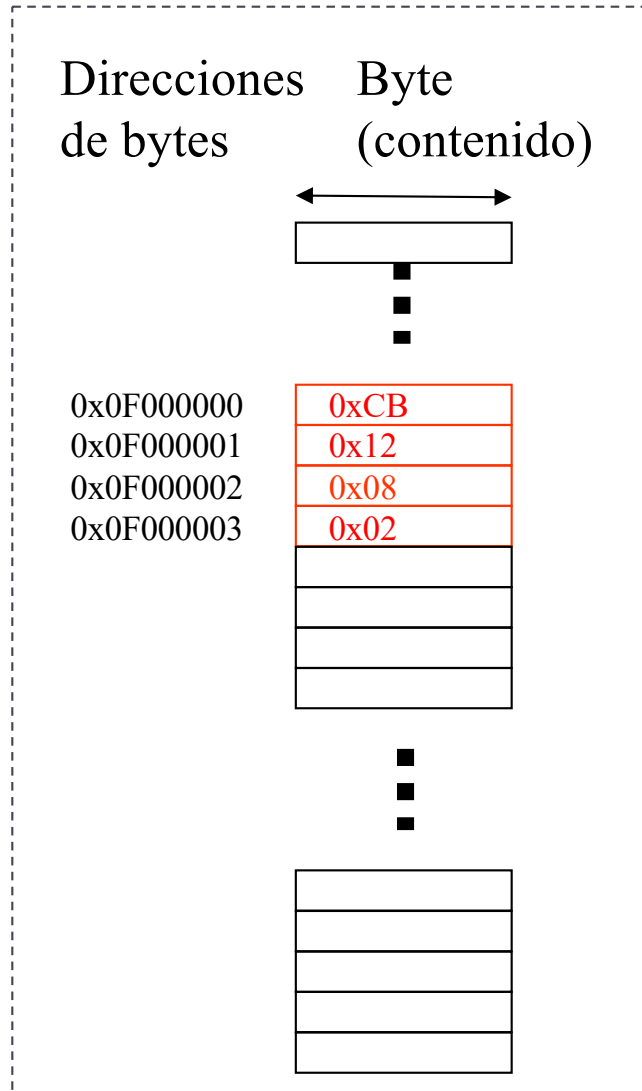 Direcciones Byte
de bytes (contenido)
0x0F000000 0xCB
0x0F000001 0x12
0x0F000002 0x08
0x0F000003 0x02